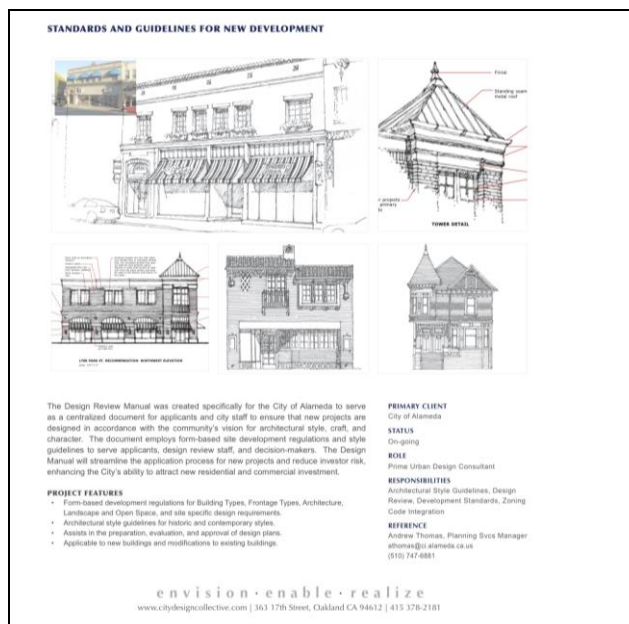 STANDARDS AND GUIDELINES FOR NEW DEVELOPMENT
Finial
Standing seam
metal roof
r projects
primary
TOWER DETAIL
The Design Review Manual was created specifically for the City of Alameda to serve
as a centralized document for applicants and city staff to ensure that new projects are
designed in accordance with the community's vision for architectural style, craft, and
character. The document employs form-based site development regulations and style
guidelines to serve applicants, design review staff, and decision-makers. The Design
Manual will streamline the application process for new projects and reduce investor risk,
enhancing the City's ability to attract new residential and commercial investment.
PROJECT FEATURES
• Form-based development regulations for Building Types, Frontage Types, Architecture,
Landscape and Open Space, and site specific design requirements.
• Architectural style guidelines for historic and contemporary styles.
• Assists in the preparation, evaluation, and approval of design plans.
• Applicable to new buildings and modifications to existing buildings.
PRIMARY CLIENT
City of Alameda
STATUS
On-going
ROLE
Prime Urban Design Consultant
RESPONSIBILITIES
Architectural Style Guidelines, Design
Review, Development Standards, Zoning
Code Integration
REFERENCE
Andrew Thomas, Planning Svcs Manager
athomas@ci.alameda.ca.us
(510) 747-6881
envision · enable · realize
www.citydesigncollective.com | 363 17th Street, Oakland CA 94612 | 415 378-2181